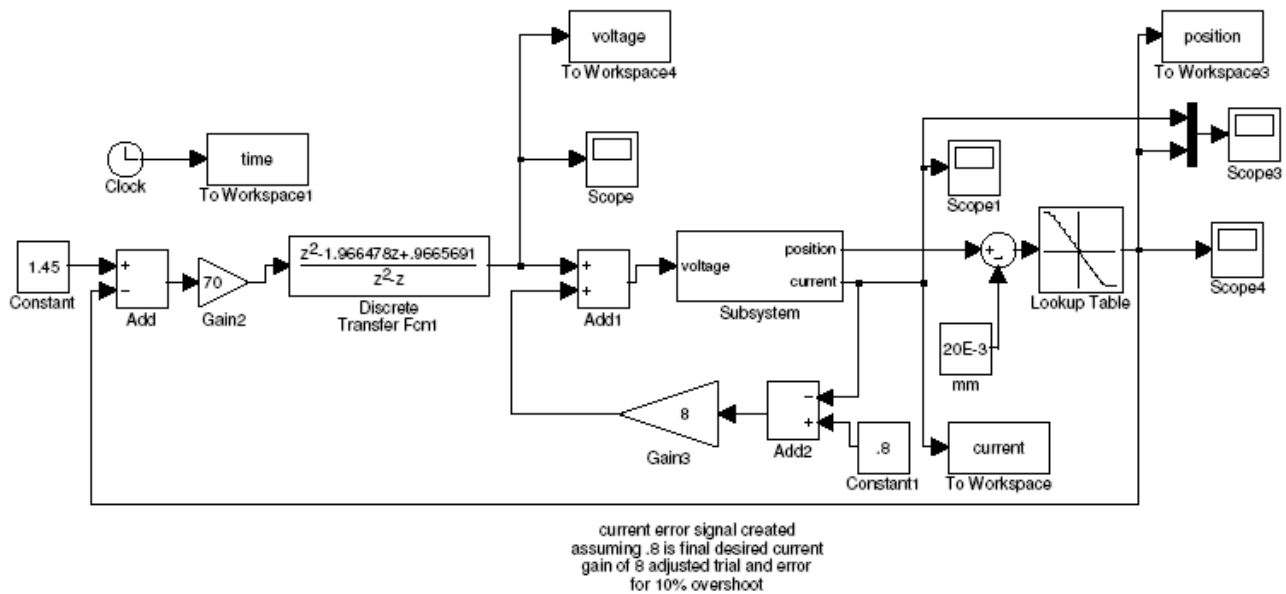 voltage
To Workspace4
position
To Workspace3
time
Clock
To Workspace1
Scope
Scope1
Scope3
1.45
Constant
+
−
Add
70
Gain2
z²-1.966478z+.9665691
z²-z
Discrete
Transfer Fcn1
+
+
Add1
voltage
position
current
Subsystem
+
-
Lookup Table
Scope4
20E-3
mm
8
Gain3
−
+
Add2
.8
Constant1
current
To Workspace
current error signal created
assuming .8 is final desired current
gain of 8 adjusted trial and error
for 10% overshoot